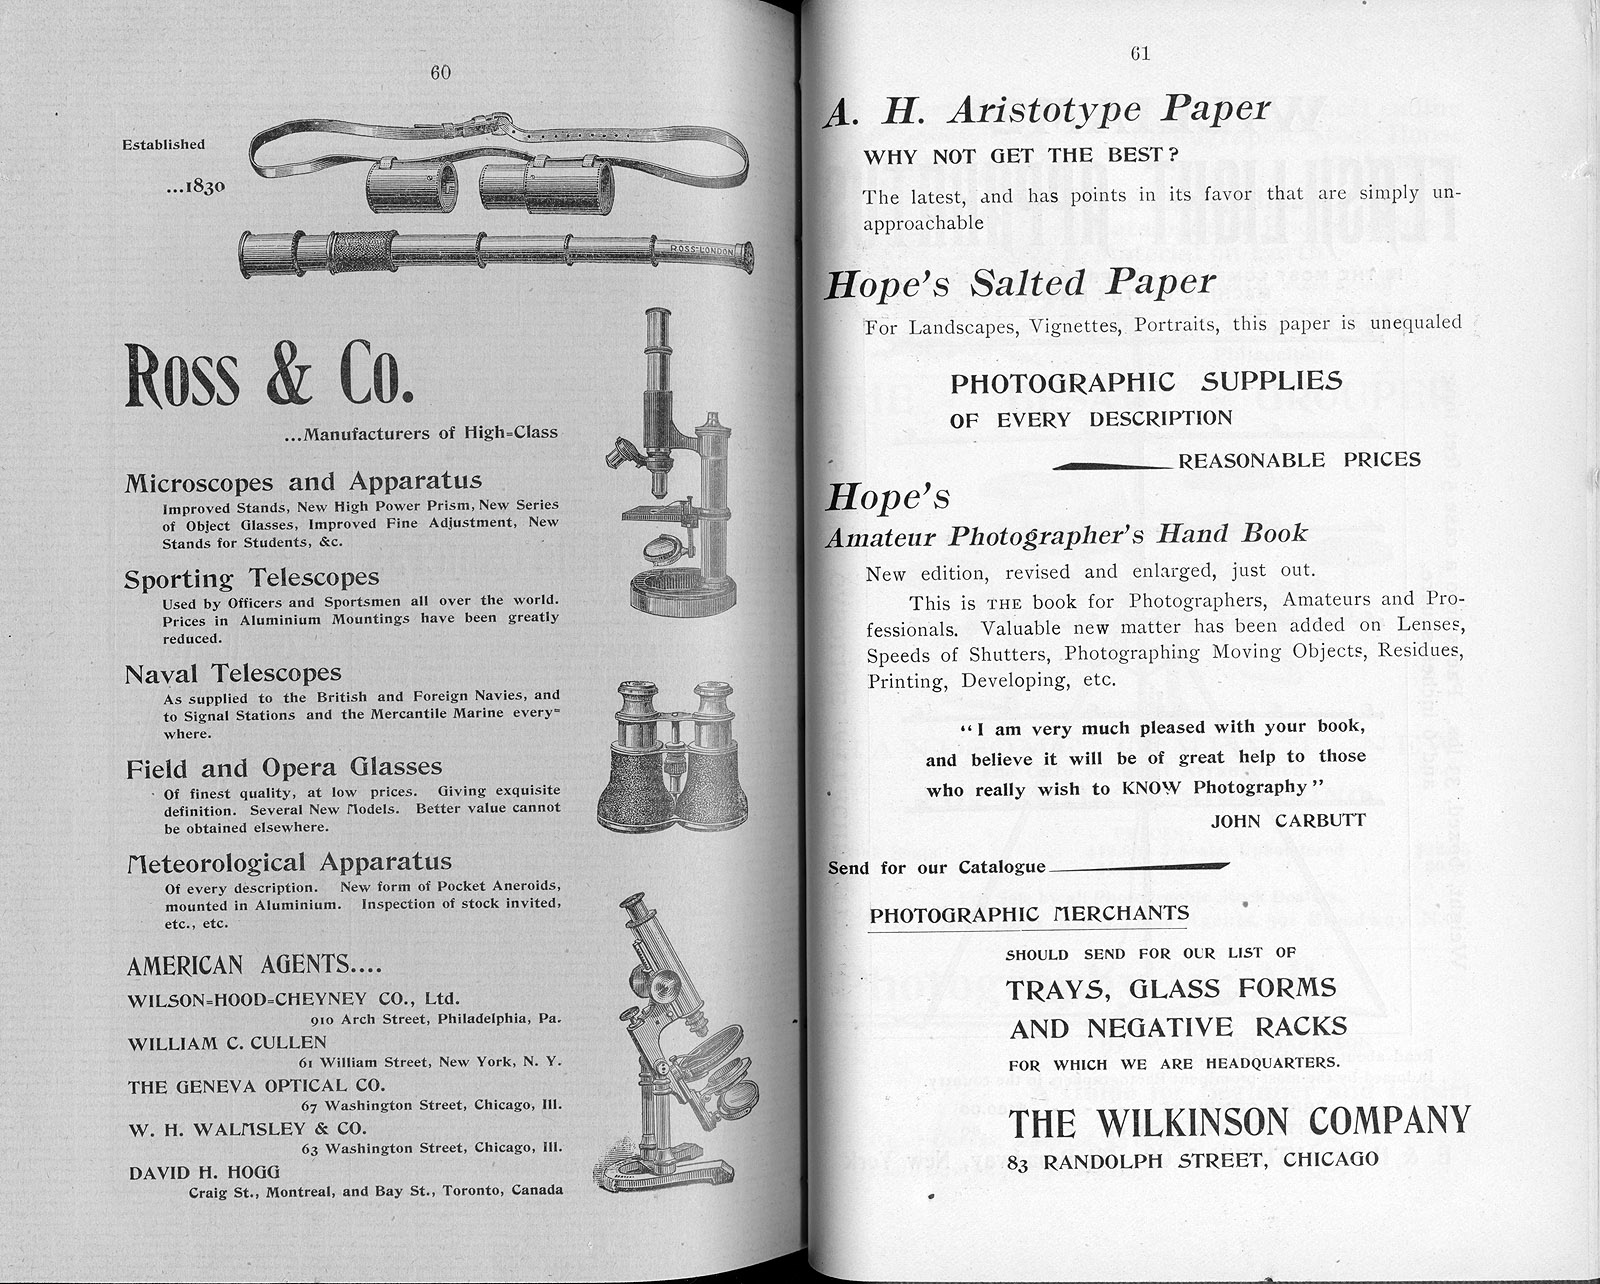 60
Established
...1830
ROSS-LONDON
ROSS & CO.
...Manufacturers of High=Class
Microscopes and Apparatus
Improved Stands, New High Power Prism, New Series
of Object Glasses, Improved Fine Adjustment, New
Stands for Students, &c.
Sporting Telescopes
Used by Officers and Sportsmen all over the world.
Prices in Aluminium Mountings have been greatly
reduced.
Naval Telescopes
As supplied to the British and Foreign Navies, and
to Signal Stations and the Mercantile Marine every=
where.
Field and Opera Glasses
Of finest quality, at low prices. Giving exquisite
definition. Several New Models. Better value cannot
be obtained elsewhere.
Meteorological Apparatus
Of every description. New form of Pocket Aneroids,
mounted in Aluminium. Inspection of stock invited,
etc., etc.
AMERICAN AGENTS....
WILSON=HOOD=CHEYNEY CO., Ltd.
910 Arch Street, Philadelphia, Pa.
WILLIAM C. CULLEN
61 William Street, New York, N. Y.
THE GENEVA OPTICAL CO.
67 Washington Street, Chicago, Ill.
W. H. WALMSLEY & CO.
63 Washington Street, Chicago, Ill.
DAVID H. HOGG
Craig St., Montreal, and Bay St., Toronto, Canada
61
A. H. Aristotype Paper
WHY NOT GET THE BEST?
The latest, and has points in its favor that are simply un-
approachable
Hope's Salted Paper
For Landscapes, Vignettes, Portraits, this paper is unequaled
PHOTOGRAPHIC SUPPLIES
OF EVERY DESCRIPTION
REASONABLE PRICES
Hope's
Amateur Photographer's Hand Book
New edition, revised and enlarged, just out.
This is THE book for Photographers, Amateurs and Pro-
fessionals. Valuable new matter has been added on Lenses,
Speeds of Shutters, Photographing Moving Objects, Residues,
Printing, Developing, etc.
"I am very much pleased with your book,
and believe it will be of great help to those
who really wish to KNOW Photography"
JOHN CARBUTT
Send for our Catalogue
PHOTOGRAPHIC MERCHANTS
SHOULD SEND FOR OUR LIST OF
TRAYS, GLASS FORMS
AND NEGATIVE RACKS
FOR WHICH WE ARE HEADQUARTERS.
THE WILKINSON COMPANY
83 RANDOLPH STREET, CHICAGO